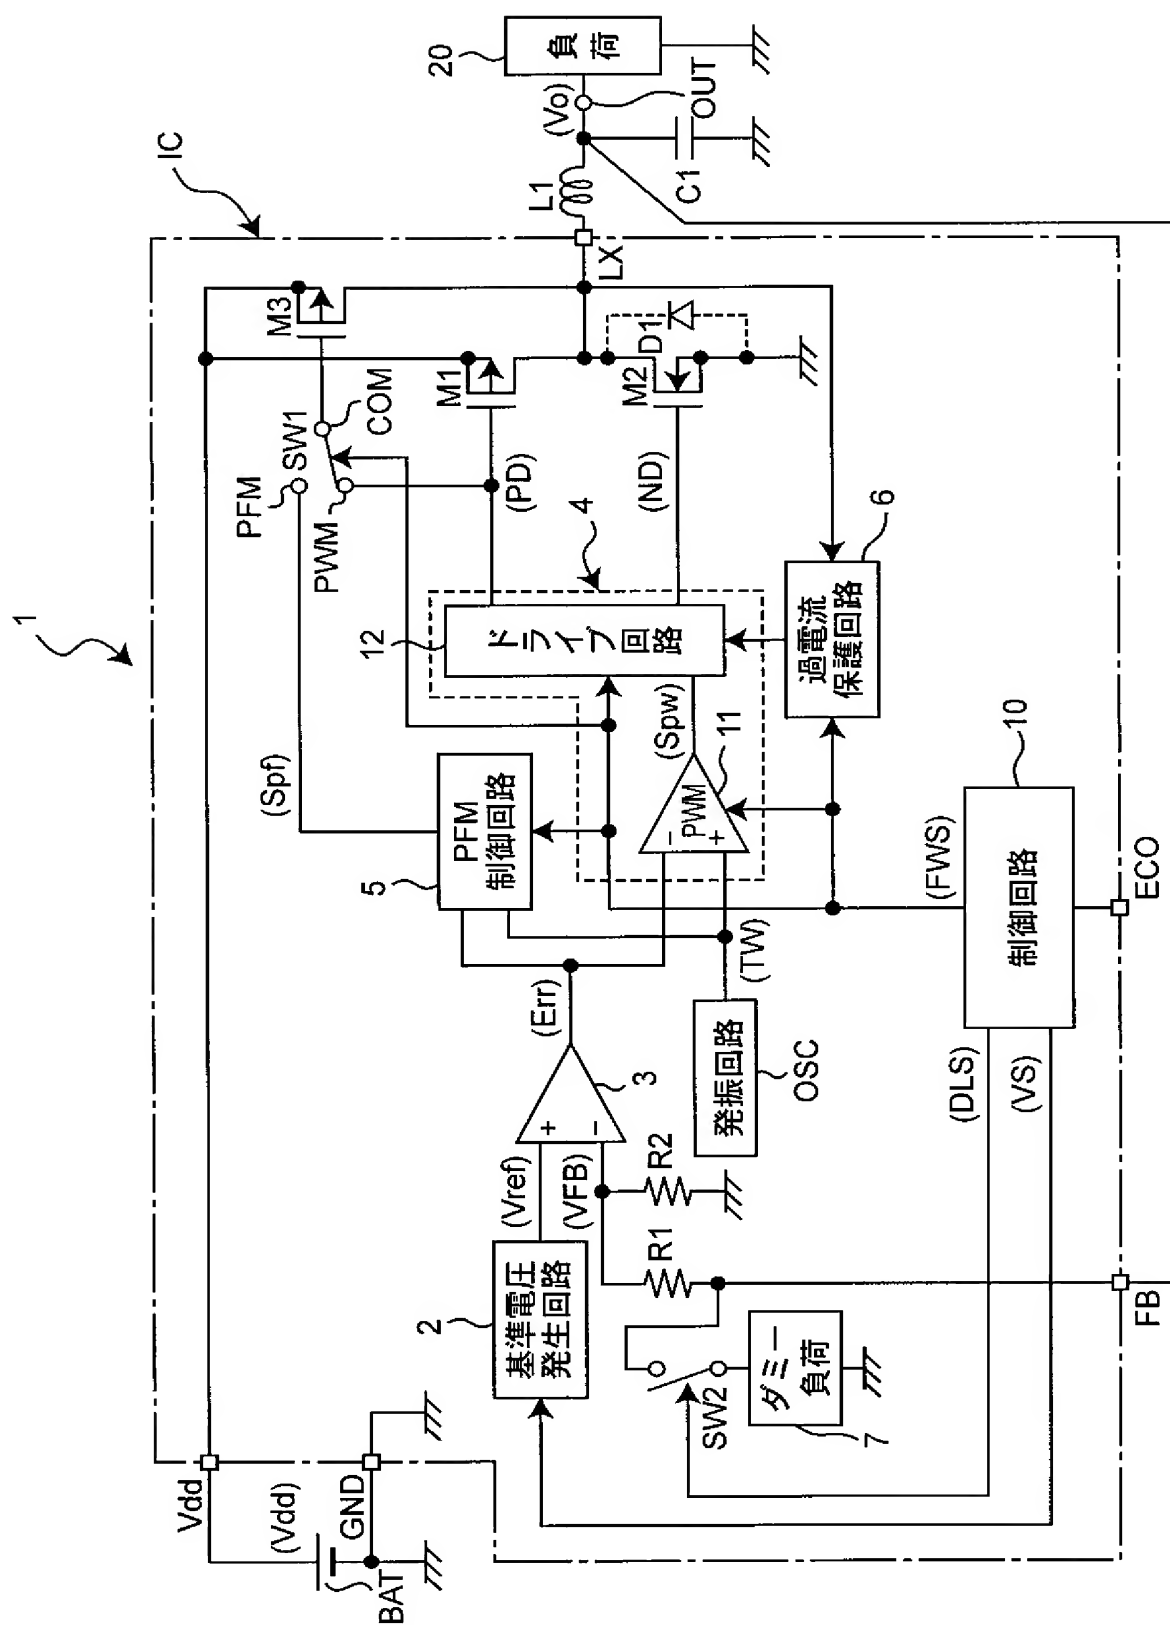 1
IC
Vdd
(Vdd)
BAT
GND
2
基準電圧
発生回路
(Vref)
(VFB)
+
-
3
(Err)
R1
R2
5
PFM
制御回路
(Spf)
PFM
PWM
SW1
COM
M3
12
ドライブ
回路
4
(PD)
(ND)
M1
M2
D1
LX
L1
(Vo)
OUT
C1
20
負
荷
(Spw)
-
PWM
+
11
(TW)
発振回路
OSC
過電流
保護回路
6
SW2
ダミー
負荷
7
(DLS)
(VS)
(FWS)
制御回路
10
FB
ECO